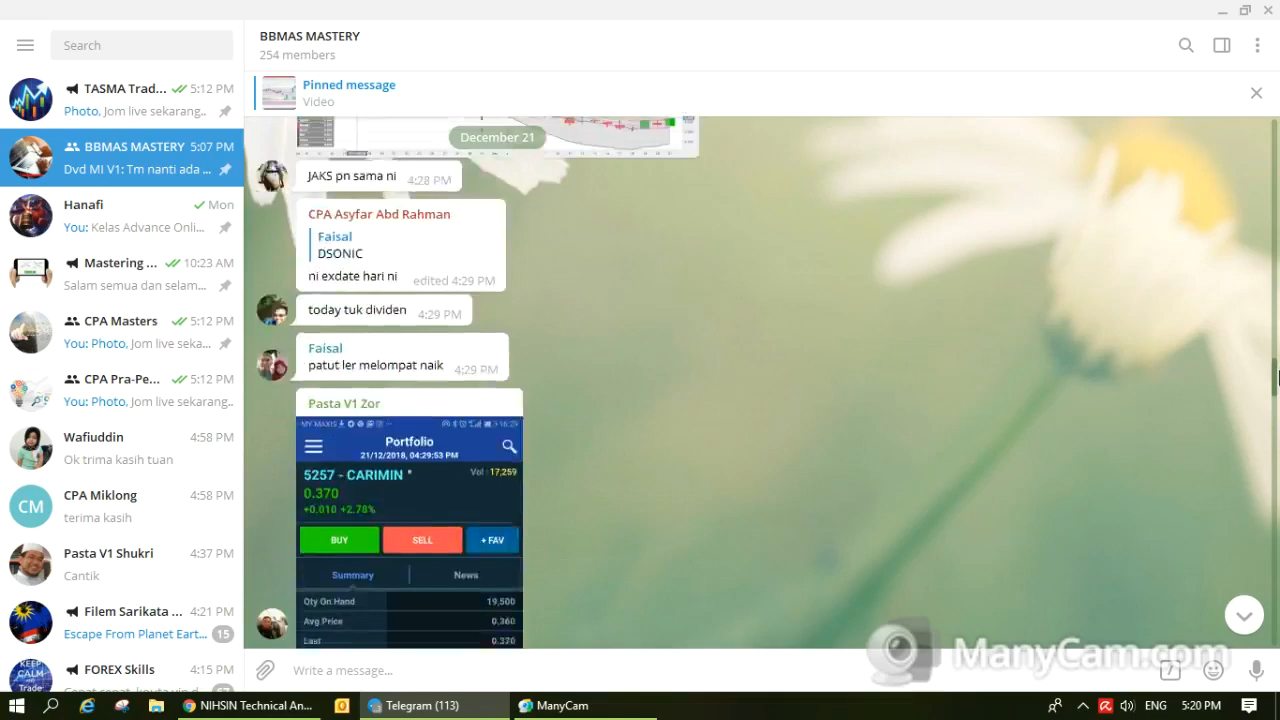 BBMAS MASTERY
254 members
Search
Pinned message
Video
TASMA Trad... 5:12 PM
Photo, Jom live sekarang..
BBMAS MASTERY 5:07 PM
Dvd MI V1: Tm nanti ada ...
Hanafi Mon
You: Kelas Advance Onli...
Mastering ... 10:23 AM
Salam semua dan selam...
CPA Masters 5:12 PM
You: Photo, Jom live seka...
CPA Pra-Pe... 5:12 PM
You: Photo, Jom live sekarang..
Wafiuddin 4:58 PM
Ok trima kasih tuan
CM
CPA Miklong 4:58 PM
terima kasih
Pasta V1 Shukri 4:37 PM
Cantik
Filem Sarikata ... 4:21 PM
Escape From Planet Eart... 15
KEEP CALM and Trade
FOREX Skills 4:15 PM
December 21
JAKS pn sama ni 4:28 PM
CPA Asyfar Abd Rahman
Faisal
DSONIC
ni exdate hari ni edited 4:29 PM
today tuk dividen 4:29 PM
Faisal
patut ler melompat naik 4:29 PM
Pasta V1 Zor
MY MAXIS 16:29
Portfolio
21/12/2018, 04:29:53 PM
5257 - CARIMIN * Vol : 17,259
0.370
+0.010 +2.78%
BUY SELL + FAV
Summary News
Qty On Hand 19,500
Avg Price 0.360
Last 0.370
Write a message...
ManyCam.com
NIHSIN Technical An...
Telegram (113)
ManyCam
ENG 5:20 PM